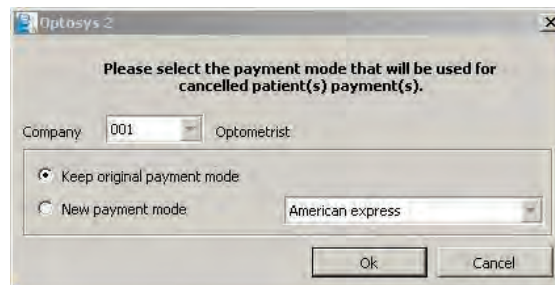 Optosys 2
Please select the payment mode that will be used for
cancelled patient(s) payment(s).
Company 001 Optometrist
Keep original payment mode
New payment mode American express
Ok Cancel